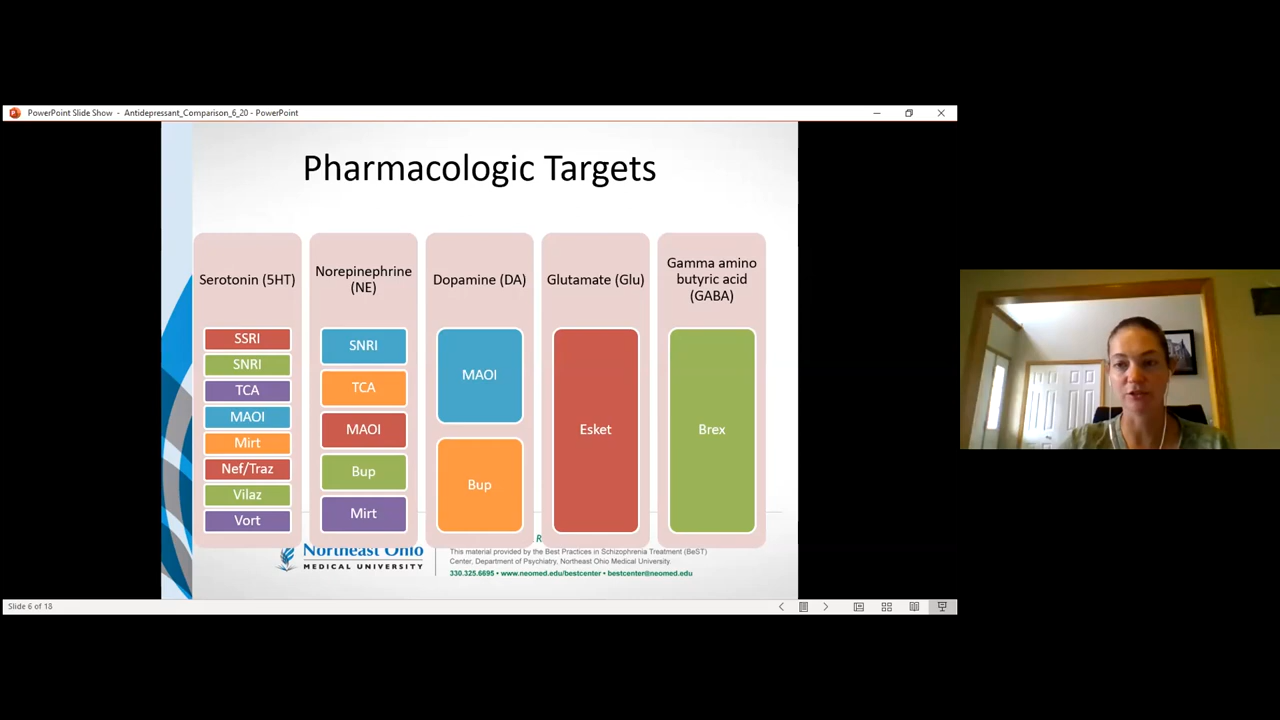 PowerPoint Slide Show - Antidepressant_Comparison_6_20 - PowerPoint
Pharmacologic Targets
Serotonin (5HT)
SSRI
SNRI
TCA
MAOI
Mirt
Nef/Traz
Vilaz
Vort
Norepinephrine
(NE)
SNRI
TCA
MAOI
Bup
Mirt
Dopamine (DA)
MAOI
Bup
Glutamate (Glu)
Esket
Gamma amino
butyric acid
(GABA)
Brex
Northeast Ohio
MEDICAL UNIVERSITY
This material provided by the Best Practices in Schizophrenia Treatment (BeST)
Center, Department of Psychiatry, Northeast Ohio Medical University.
330.325.6695 • www.neomed.edu/bestcenter • bestcenter@neomed.edu
Slide 6 of 18